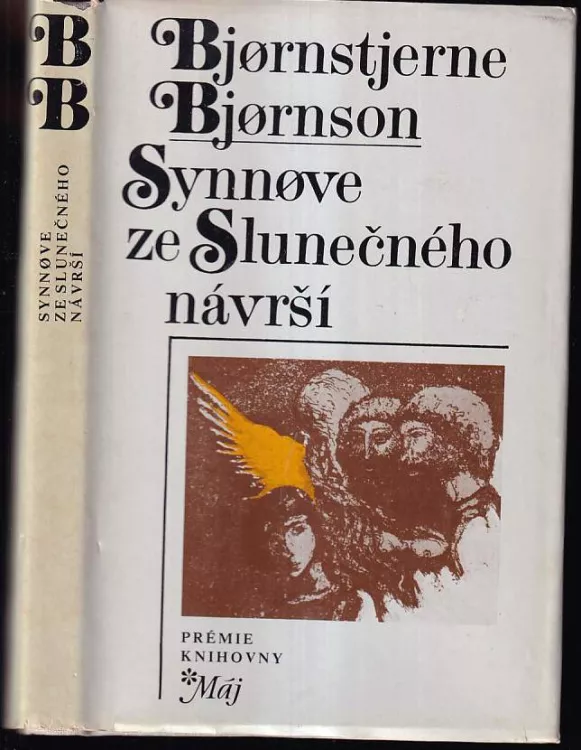 B
B
SYNNØVE
ZE SLUNEČNÉHO
NÁVRŠÍ
Bjørnstjerne
Bjørnson
Synnøve
ze Slunečného
návrší
PRÉMIE
KNIHOVNY
*Máj